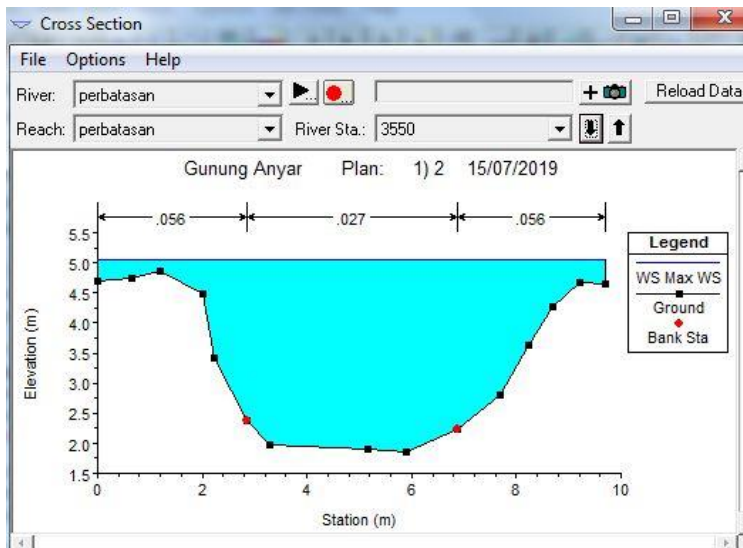 Cross Section
File Options Help
River: perbatasan
Reload Data
Reach: perbatasan River Sta.: 3550
Gunung Anyar Plan: 1) 2 15/07/2019
.056 .027 .056
5.5
5.0
4.5
4.0
3.5
3.0
2.5
2.0
1.5
Elevation (m)
0 2 4 6 8 10
Station (m)
Legend
WS Max WS
Ground
Bank Sta